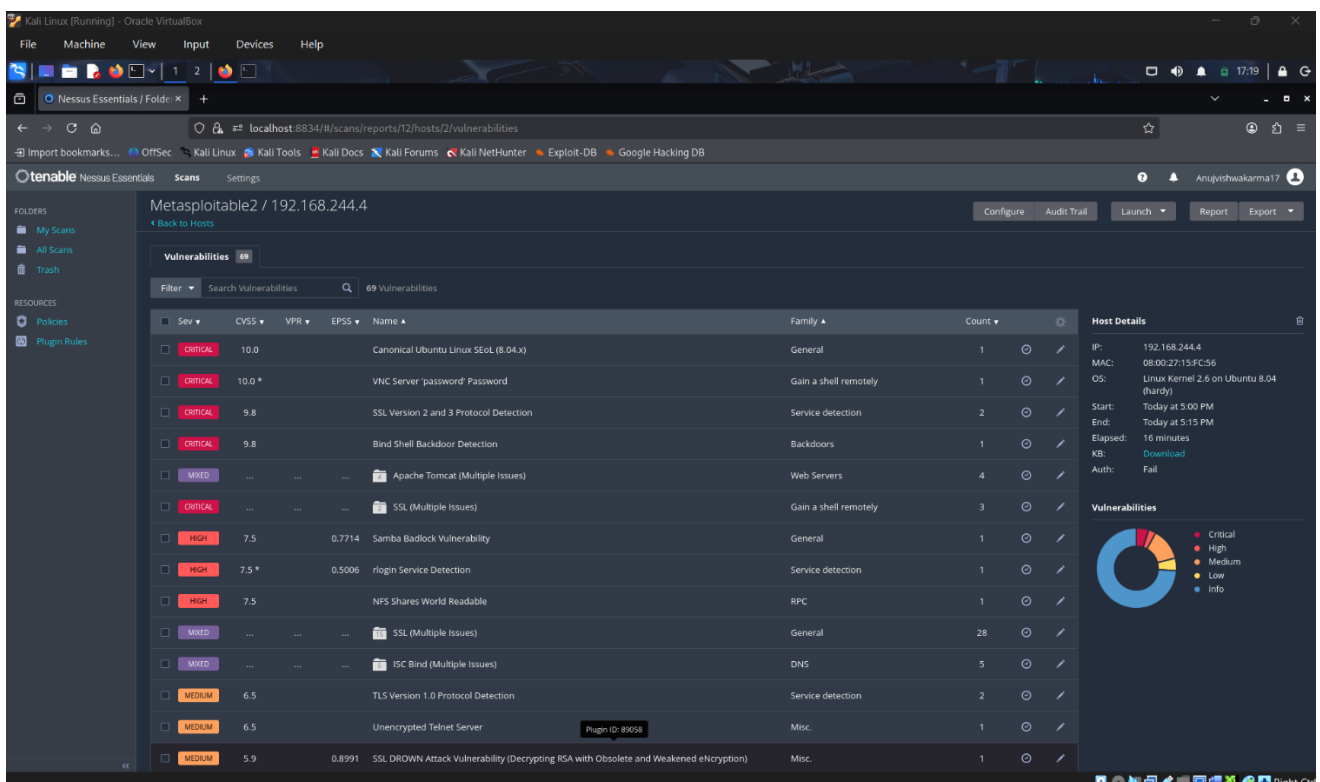 Kali Linux [Running] - Oracle VirtualBox
File Machine View Input Devices Help
1 2 17:19
Nessus Essentials / Folde
localhost:8834/#/scans/reports/12/hosts/2/vulnerabilities
Import bookmarks... OffSec Kali Linux Kali Tools Kali Docs Kali Forums Kali NetHunter Exploit-DB Google Hacking DB
tenable Nessus Essentials Scans Settings Anujvishwakarma17
FOLDERS
My Scans
All Scans
Trash
RESOURCES
Policies
Plugin Rules
Metasploitable2 / 192.168.244.4
Configure Audit Trail Launch Report Export
Back to Hosts
Vulnerabilities 69
Filter Search Vulnerabilities 69 Vulnerabilities
Sev CVSS VPR EPSS Name Family Count
CRITICAL 10.0 Canonical Ubuntu Linux SEoL (8.04.x) General 1
CRITICAL 10.0 * VNC Server 'password' Password Gain a shell remotely 1
CRITICAL 9.8 SSL Version 2 and 3 Protocol Detection Service detection 2
CRITICAL 9.8 Bind Shell Backdoor Detection Backdoors 1
MIXED ... ... ... 4 Apache Tomcat (Multiple Issues) Web Servers 4
CRITICAL ... ... ... SSL (Multiple Issues) Gain a shell remotely 3
HIGH 7.5 0.7714 Samba Badlock Vulnerability General 1
HIGH 7.5 * 0.5006 rlogin Service Detection Service detection 1
HIGH 7.5 NFS Shares World Readable RPC 1
MIXED ... ... ... 15 SSL (Multiple Issues) General 28
MIXED ... ... ... 5 ISC Bind (Multiple Issues) DNS 5
MEDIUM 6.5 TLS Version 1.0 Protocol Detection Service detection 2
MEDIUM 6.5 Unencrypted Telnet Server Misc. 1
Plugin ID: 89058
MEDIUM 5.9 0.8991 SSL DROWN Attack Vulnerability (Decrypting RSA with Obsolete and Weakened eNcryption) Misc. 1
Host Details
IP: 192.168.244.4
MAC: 08:00:27:15:FC:56
OS: Linux Kernel 2.6 on Ubuntu 8.04
(hardy)
Start: Today at 5:00 PM
End: Today at 5:15 PM
Elapsed: 16 minutes
KB: Download
Auth: Fail
Vulnerabilities
Critical
High
Medium
Low
Info
Right Ctrl